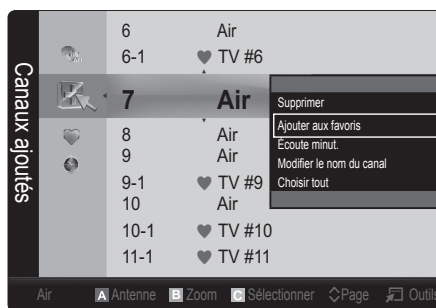 Canaux ajoutés
6 Air
6-1 ♥ TV #6
7 Air
8 Air
9 Air
9-1 ♥ TV #9
10 Air
10-1 ♥ TV #10
11-1 ♥ TV #11
Supprimer
Ajouter aux favoris
Écoute minut.
Modifier le nom du canal
Choisir tout
Air A Antenne B Zoom C Sélectionner Page Outils